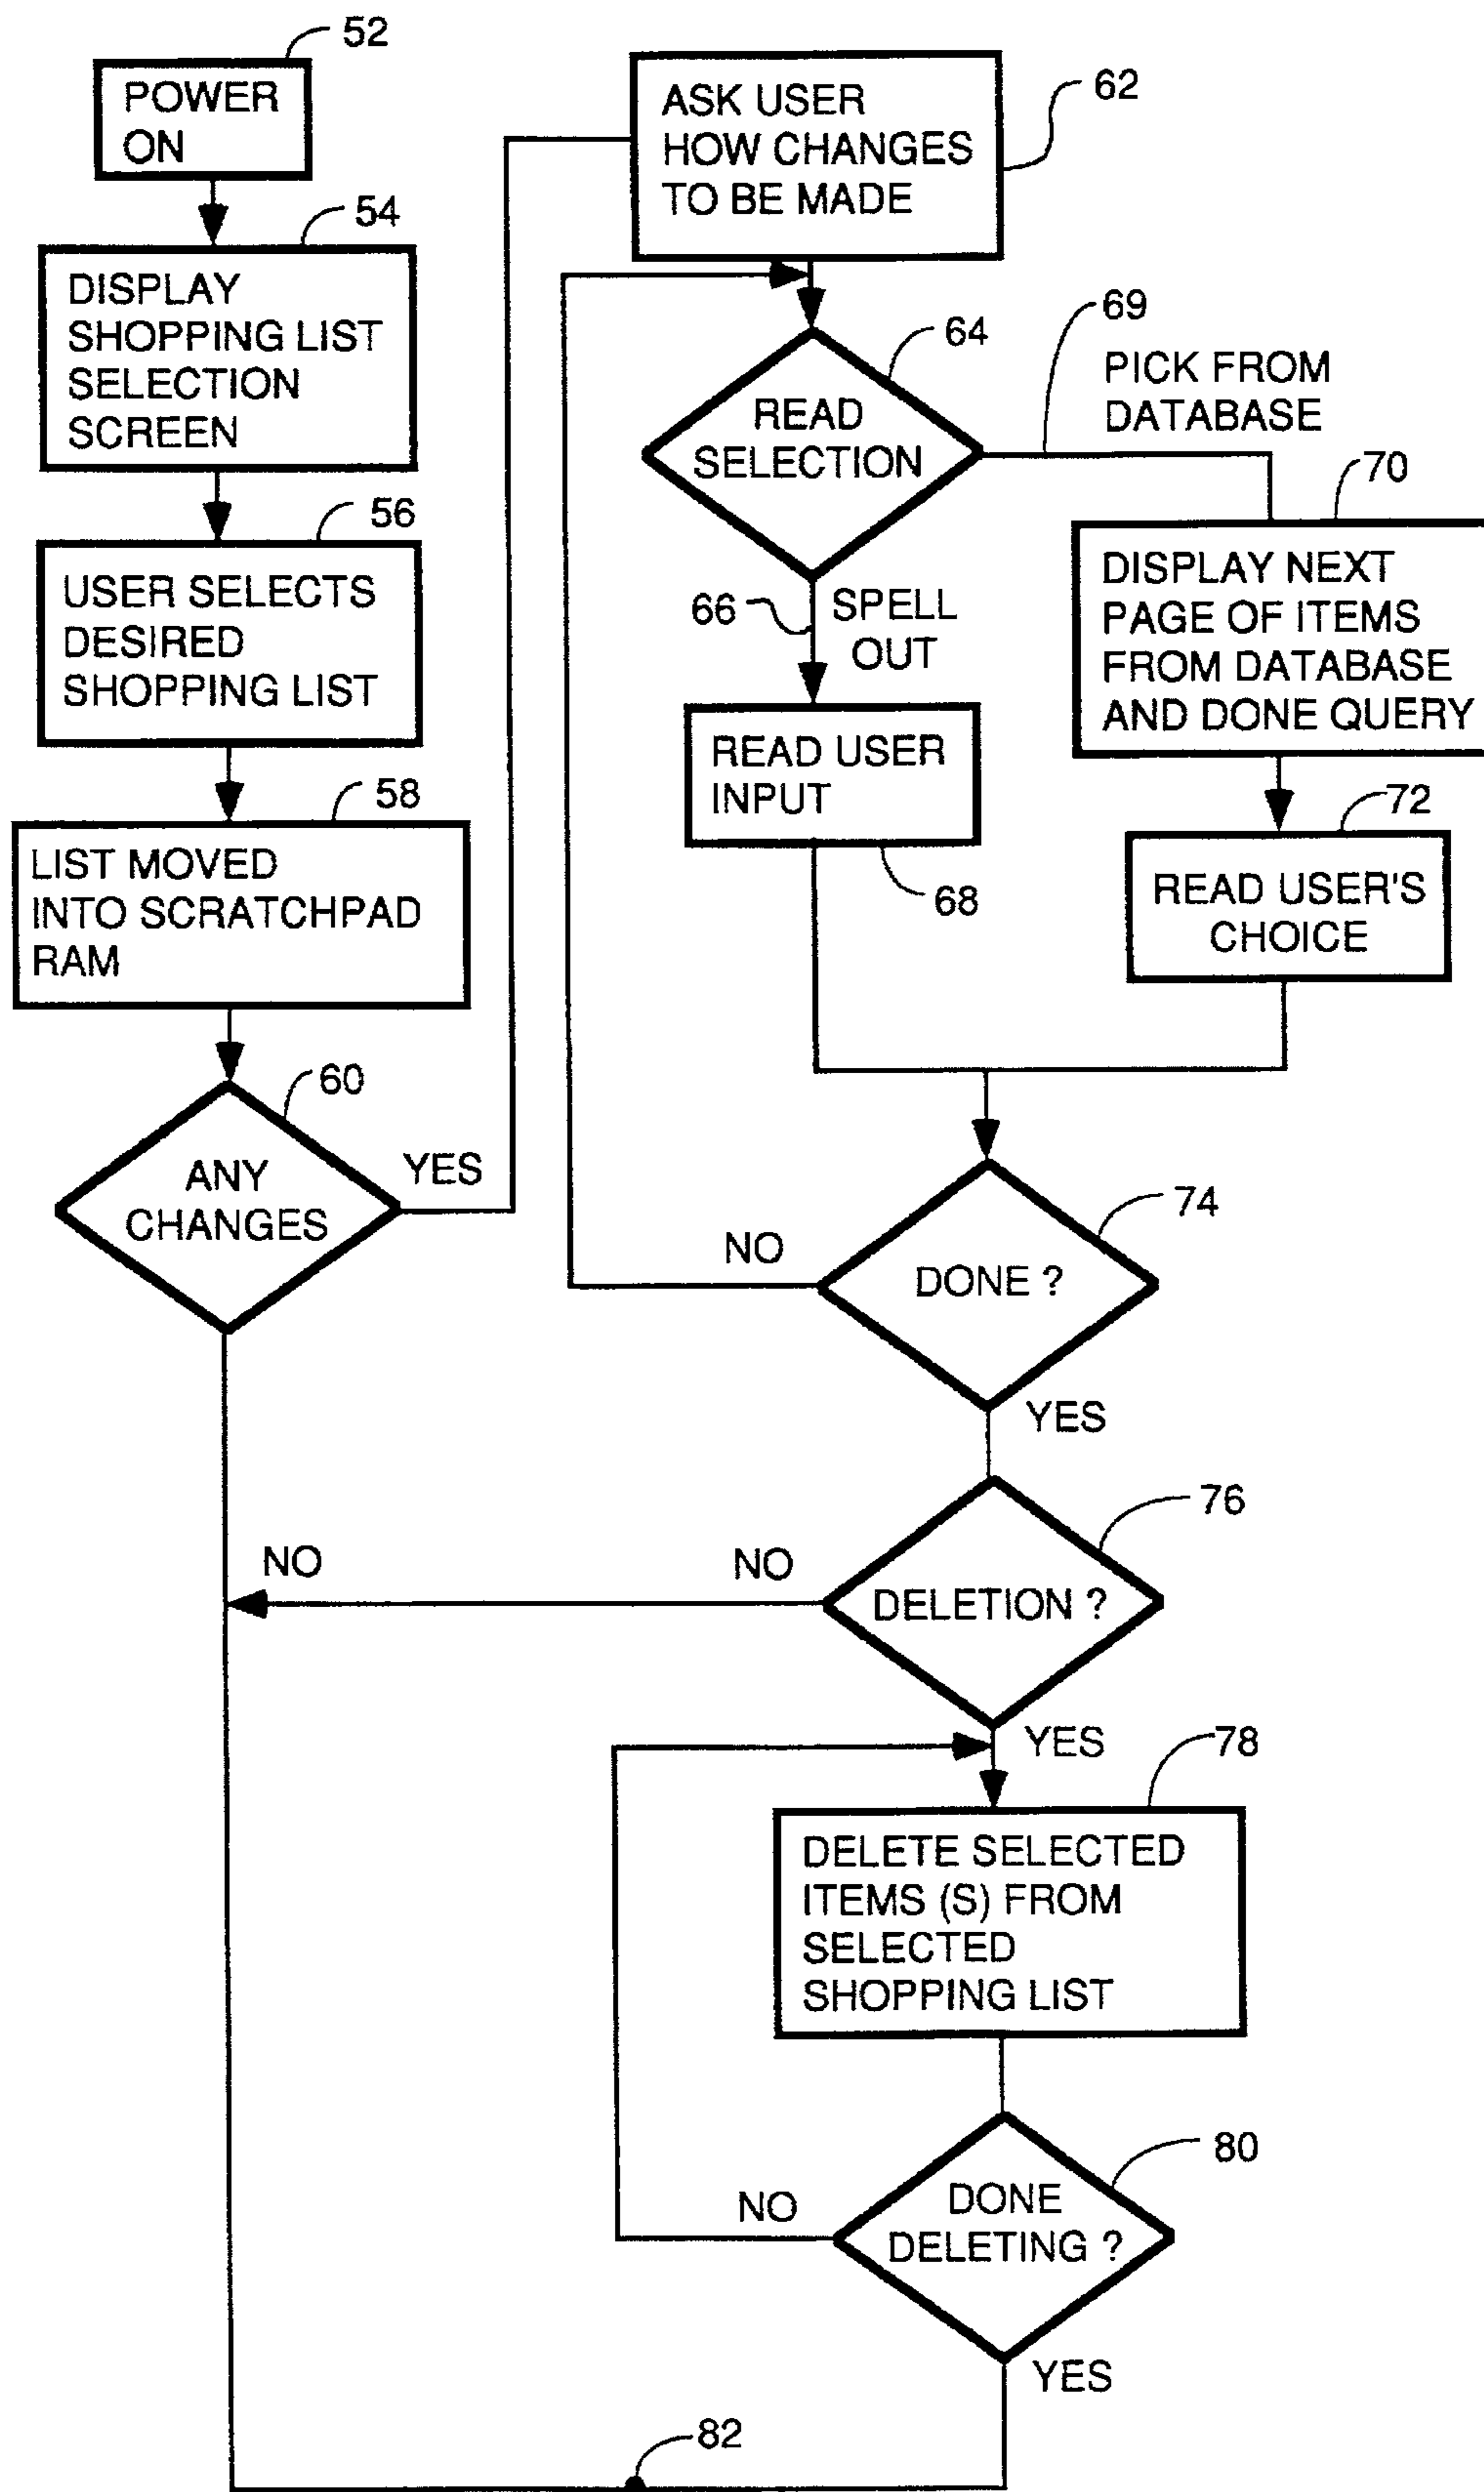 52
POWER
ON
54
DISPLAY
SHOPPING LIST
SELECTION
SCREEN
56
USER SELECTS
DESIRED
SHOPPING LIST
58
LIST MOVED
INTO SCRATCHPAD
RAM
60
ANY
CHANGES
YES
NO
62
ASK USER
HOW CHANGES
TO BE MADE
64
READ
SELECTION
66
SPELL
OUT
68
READ USER
INPUT
69
PICK FROM
DATABASE
70
DISPLAY NEXT
PAGE OF ITEMS
FROM DATABASE
AND DONE QUERY
72
READ USER'S
CHOICE
74
DONE ?
NO
YES
76
DELETION ?
NO
YES
78
DELETE SELECTED
ITEMS (S) FROM
SELECTED
SHOPPING LIST
80
DONE
DELETING ?
NO
YES
82